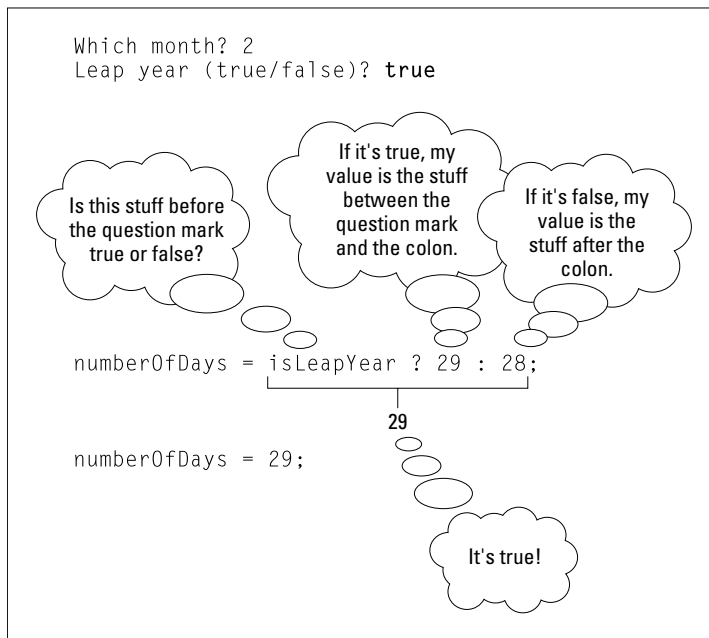 Which month? 2
Leap year (true/false)? true
Is this stuff before
the question mark
true or false?
If it's true, my
value is the stuff
between the
question mark
and the colon.
If it's false, my
value is the
stuff after the
colon.
numberOfDays = isLeapYear ? 29 : 28;
29
numberOfDays = 29;
It's true!